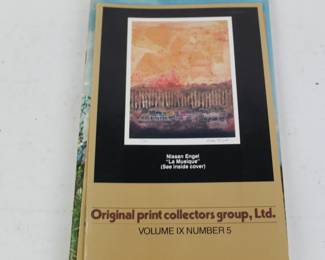 Nissan Engel
"La Musique"
(See inside cover)
Original print collectors group, Ltd.
VOLUME IX NUMBER 5